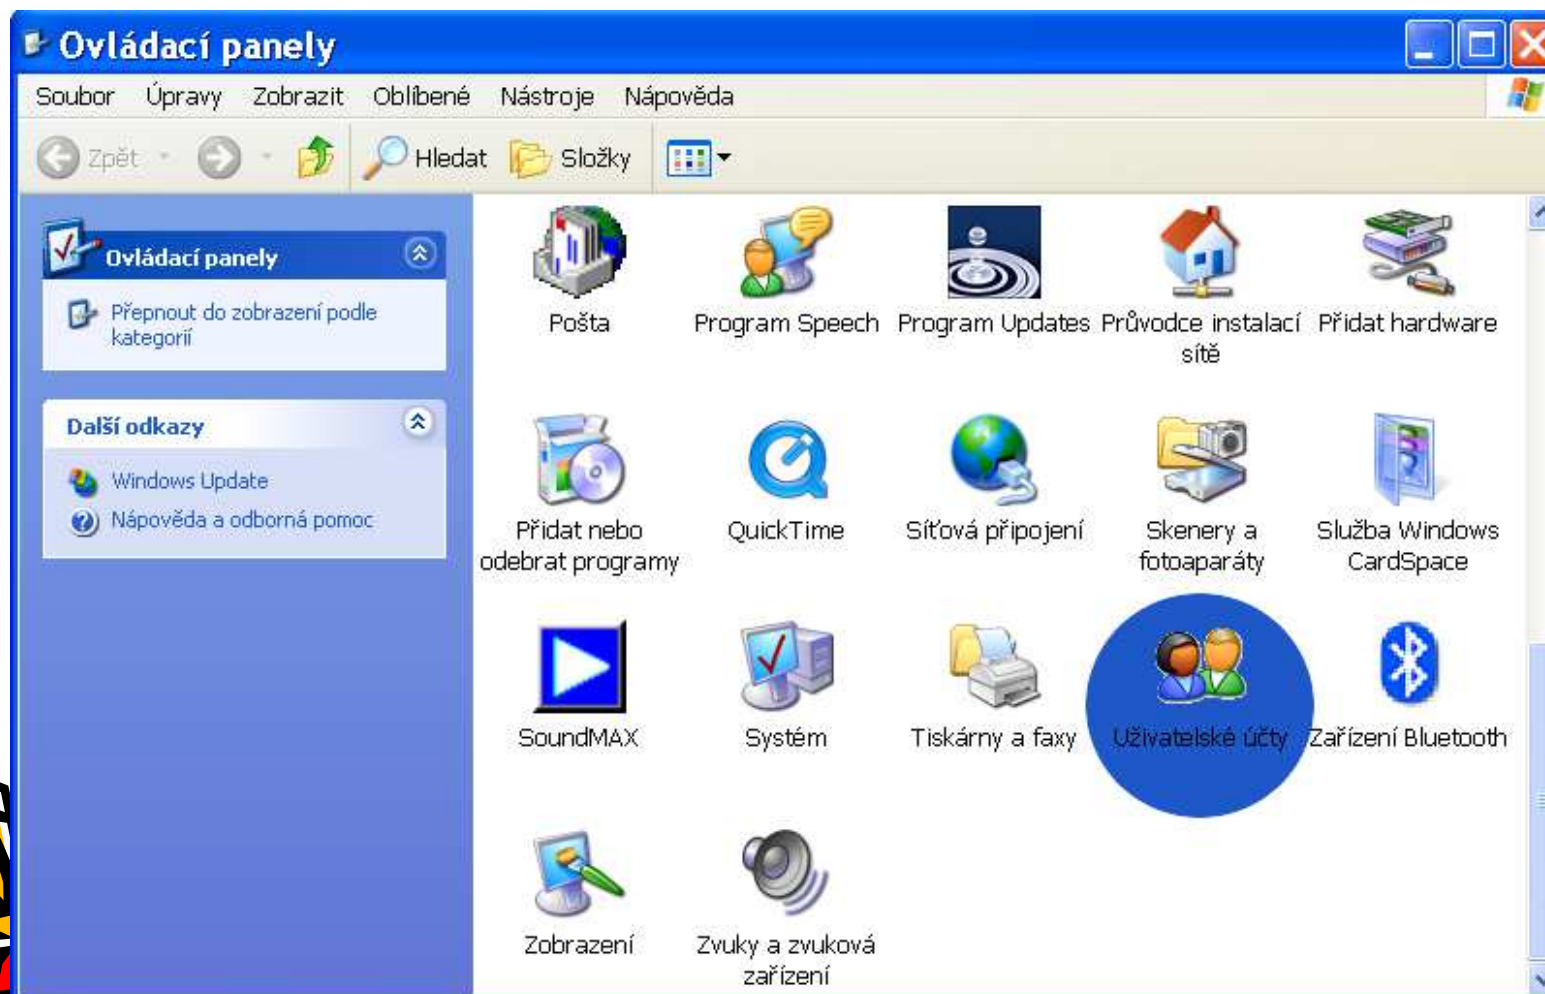 Ovládací panely
Soubor Úpravy Zobrazit Oblíbené Nástroje Nápověda
Zpět Hledat Složky
Ovládací panely
Přepnout do zobrazení podle
kategorií
Další odkazy
Windows Update
Nápověda a odborná pomoc
Pošta
Program Speech
Program Updates
Průvodce instalací
sítě
Přidat hardware
Přidat nebo
odebrat programy
QuickTime
Síťová připojení
Skenery a
fotoaparáty
Služba Windows
CardSpace
SoundMAX
Systém
Tiskárny a faxy
Uživatelské účty
Zařízení Bluetooth
Zobrazení
Zvuky a zvuková
zařízení